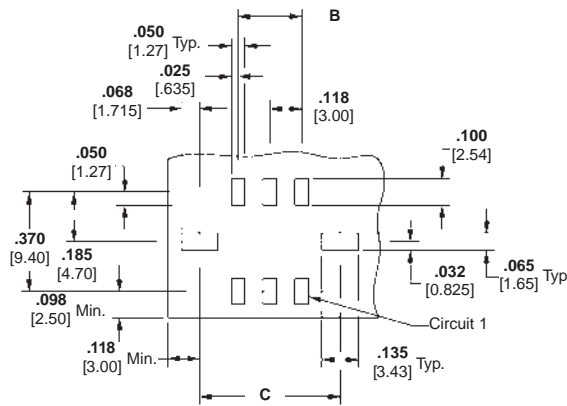 B
.050
[1.27] Typ.
.025
[.635]
.068
[1.715]
.118
[3.00]
.100
[2.54]
.050
[1.27]
.370
[9.40]
.185
[4.70]
.032
[0.825]
.065
[1.65] Typ
.098
[2.50] Min.
Circuit 1
.118
[3.00] Min.
.135
[3.43] Typ.
C